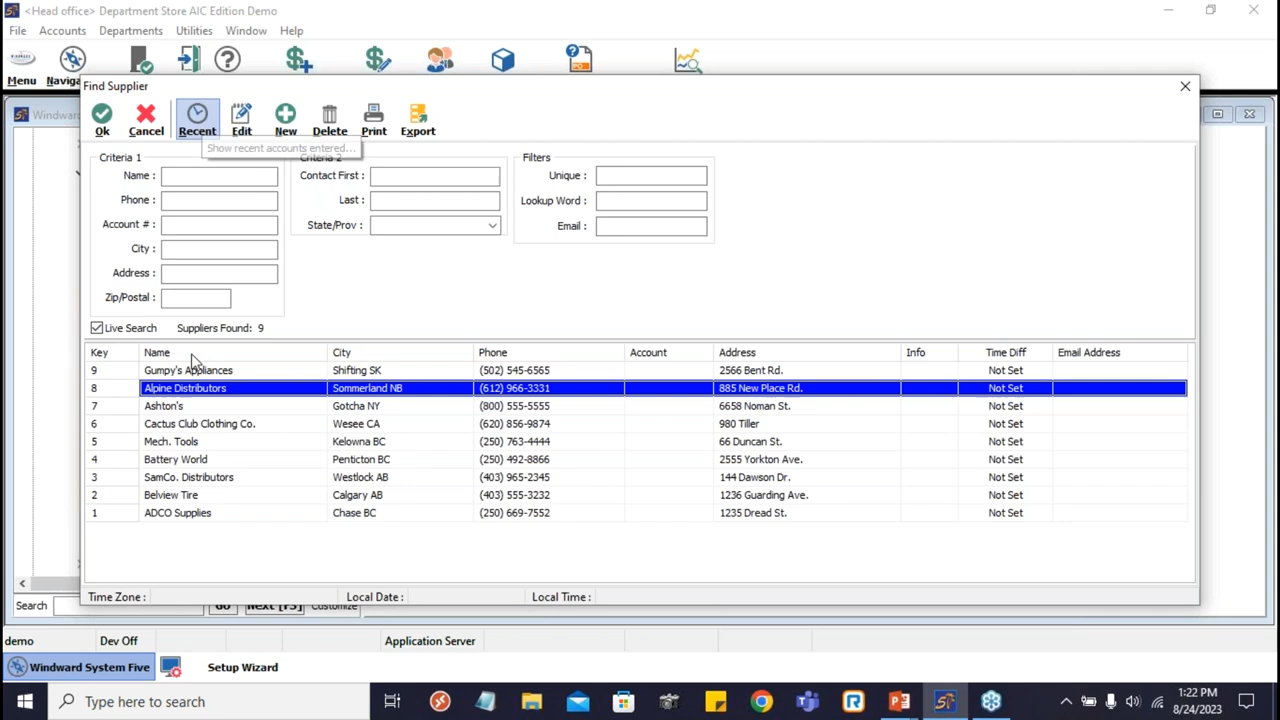 <Head office> Department Store AIC Edition Demo
File Accounts Departments Utilities Window Help
Menu
Find Supplier
Ok Cancel Recent Edit New Delete Print Export
Show recent accounts entered...
Criteria 1 Criteria 2 Filters
Name : Contact First : Unique :
Phone : Last : Lookup Word :
Account # : State/Prov : Email :
City :
Address :
Zip/Postal :
Live Search Suppliers Found: 9
Key Name City Phone Account Address Info Time Diff Email Address
9 Gumpy's Appliances Shifting SK (502) 545-6565 2566 Bent Rd. Not Set
8 Alpine Distributors Sommerland NB (612) 966-3331 885 New Place Rd. Not Set
7 Ashton's Gotcha NY (800) 555-5555 6658 Noman St. Not Set
6 Cactus Club Clothing Co. Wesee CA (620) 856-9874 980 Tiller Not Set
5 Mech. Tools Kelowna BC (250) 763-4444 66 Duncan St. Not Set
4 Battery World Penticton BC (250) 492-8866 2555 Yorkton Ave. Not Set
3 SamCo. Distributors Westlock AB (403) 965-2345 144 Dawson Dr. Not Set
2 Belview Tire Calgary AB (403) 555-3232 1236 Guarding Ave. Not Set
1 ADCO Supplies Chase BC (250) 669-7552 1235 Dread St. Not Set
Time Zone : Local Date : Local Time :
Search Go Next [F3] Customize
demo Dev Off Application Server
Windward System Five Setup Wizard
Type here to search
1:22 PM
8/24/2023